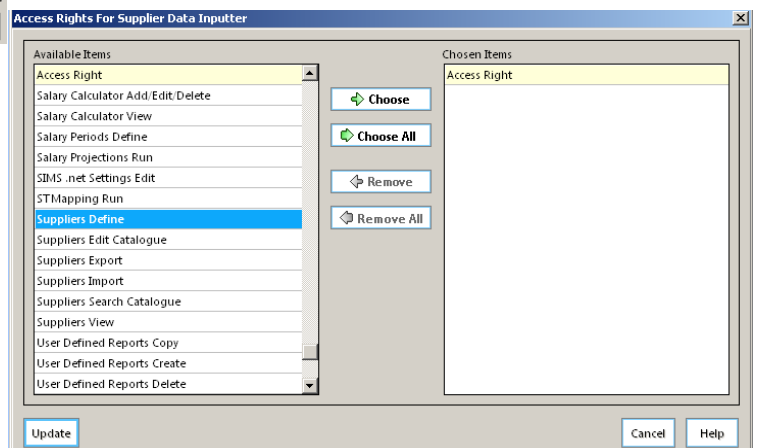 Access Rights For Supplier Data Inputter
Available Items
Access Right
Salary Calculator Add/Edit/Delete
Salary Calculator View
Salary Periods Define
Salary Projections Run
SIMS .net Settings Edit
STMapping Run
Suppliers Define
Suppliers Edit Catalogue
Suppliers Export
Suppliers Import
Suppliers Search Catalogue
Suppliers View
User Defined Reports Copy
User Defined Reports Create
User Defined Reports Delete
Choose
Choose All
Remove
Remove All
Chosen Items
Access Right
Update
Cancel
Help